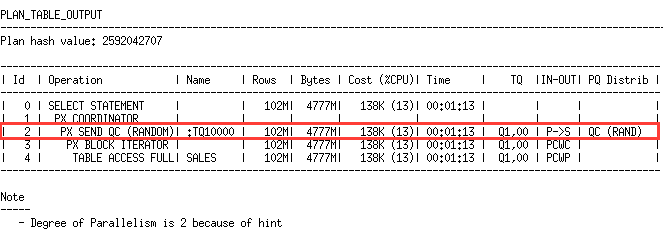 PLAN_TABLE_OUTPUT
--------------------------------------------------------------------------------------------------------------
Plan hash value: 2592042707
--------------------------------------------------------------------------------------------------------------
| Id | Operation | Name | Rows | Bytes | Cost (%CPU)| Time | TQ |IN-OUT| PQ Distrib |
--------------------------------------------------------------------------------------------------------------
| 0 | SELECT STATEMENT | | 102M| 4777M| 138K (13)| 00:01:13 | | | |
| 1 | PX COORDINATOR | | | | | | | | |
| 2 | PX SEND QC (RANDOM)| :TQ10000 | 102M| 4777M| 138K (13)| 00:01:13 | Q1,00 | P->S | QC (RAND) |
| 3 | PX BLOCK ITERATOR | | 102M| 4777M| 138K (13)| 00:01:13 | Q1,00 | PCWC | |
| 4 | TABLE ACCESS FULL| SALES | 102M| 4777M| 138K (13)| 00:01:13 | Q1,00 | PCWP | |
--------------------------------------------------------------------------------------------------------------
Note
-----
- Degree of Parallelism is 2 because of hint